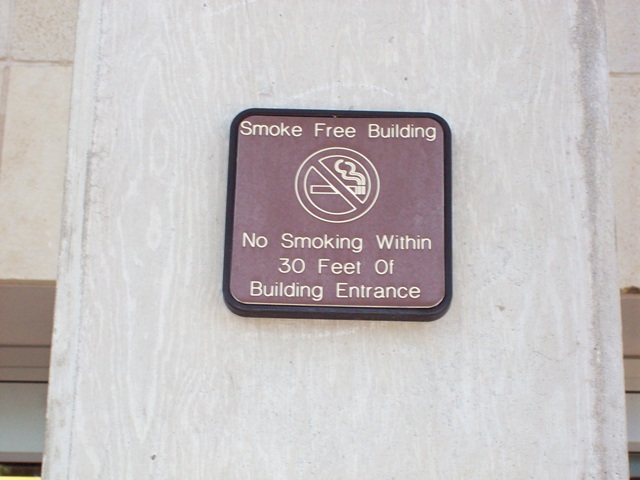 Smoke Free Building
No Smoking Within
30 Feet Of
Building Entrance